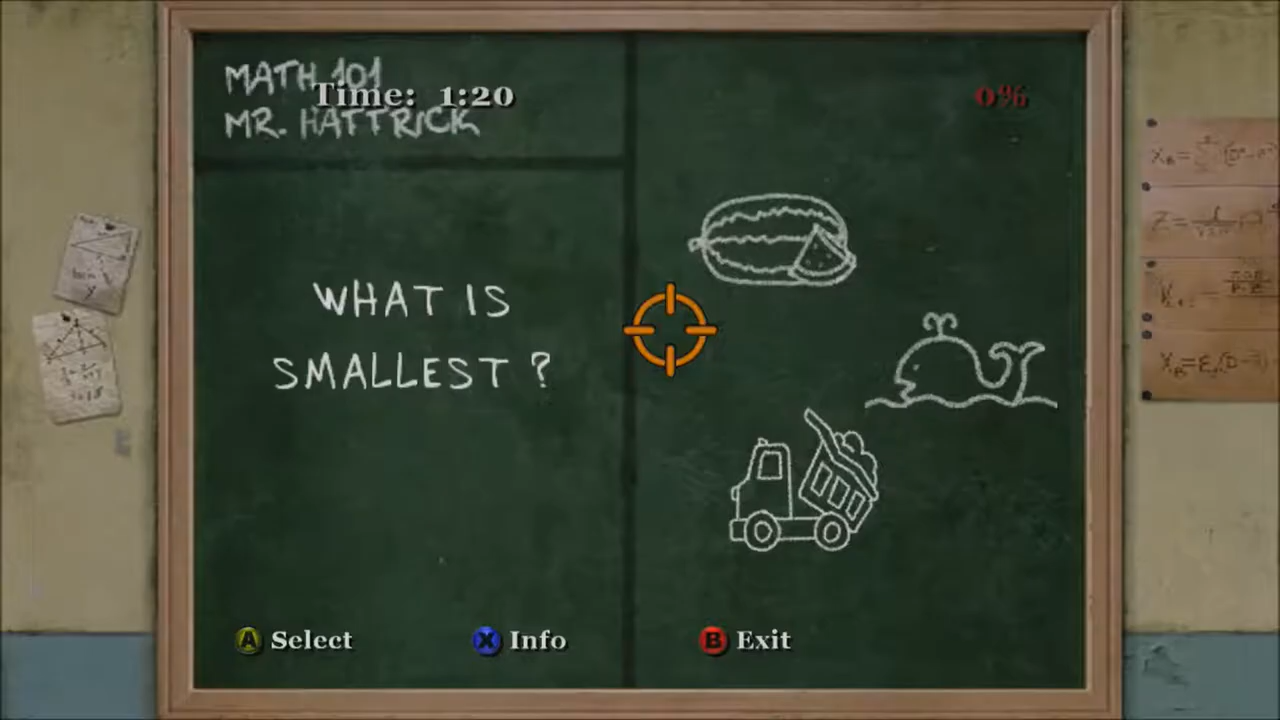 MATH 101
Time: 1:20
MR. HATTRICK
0%
WHAT IS
SMALLEST ?
A Select
X Info
B Exit